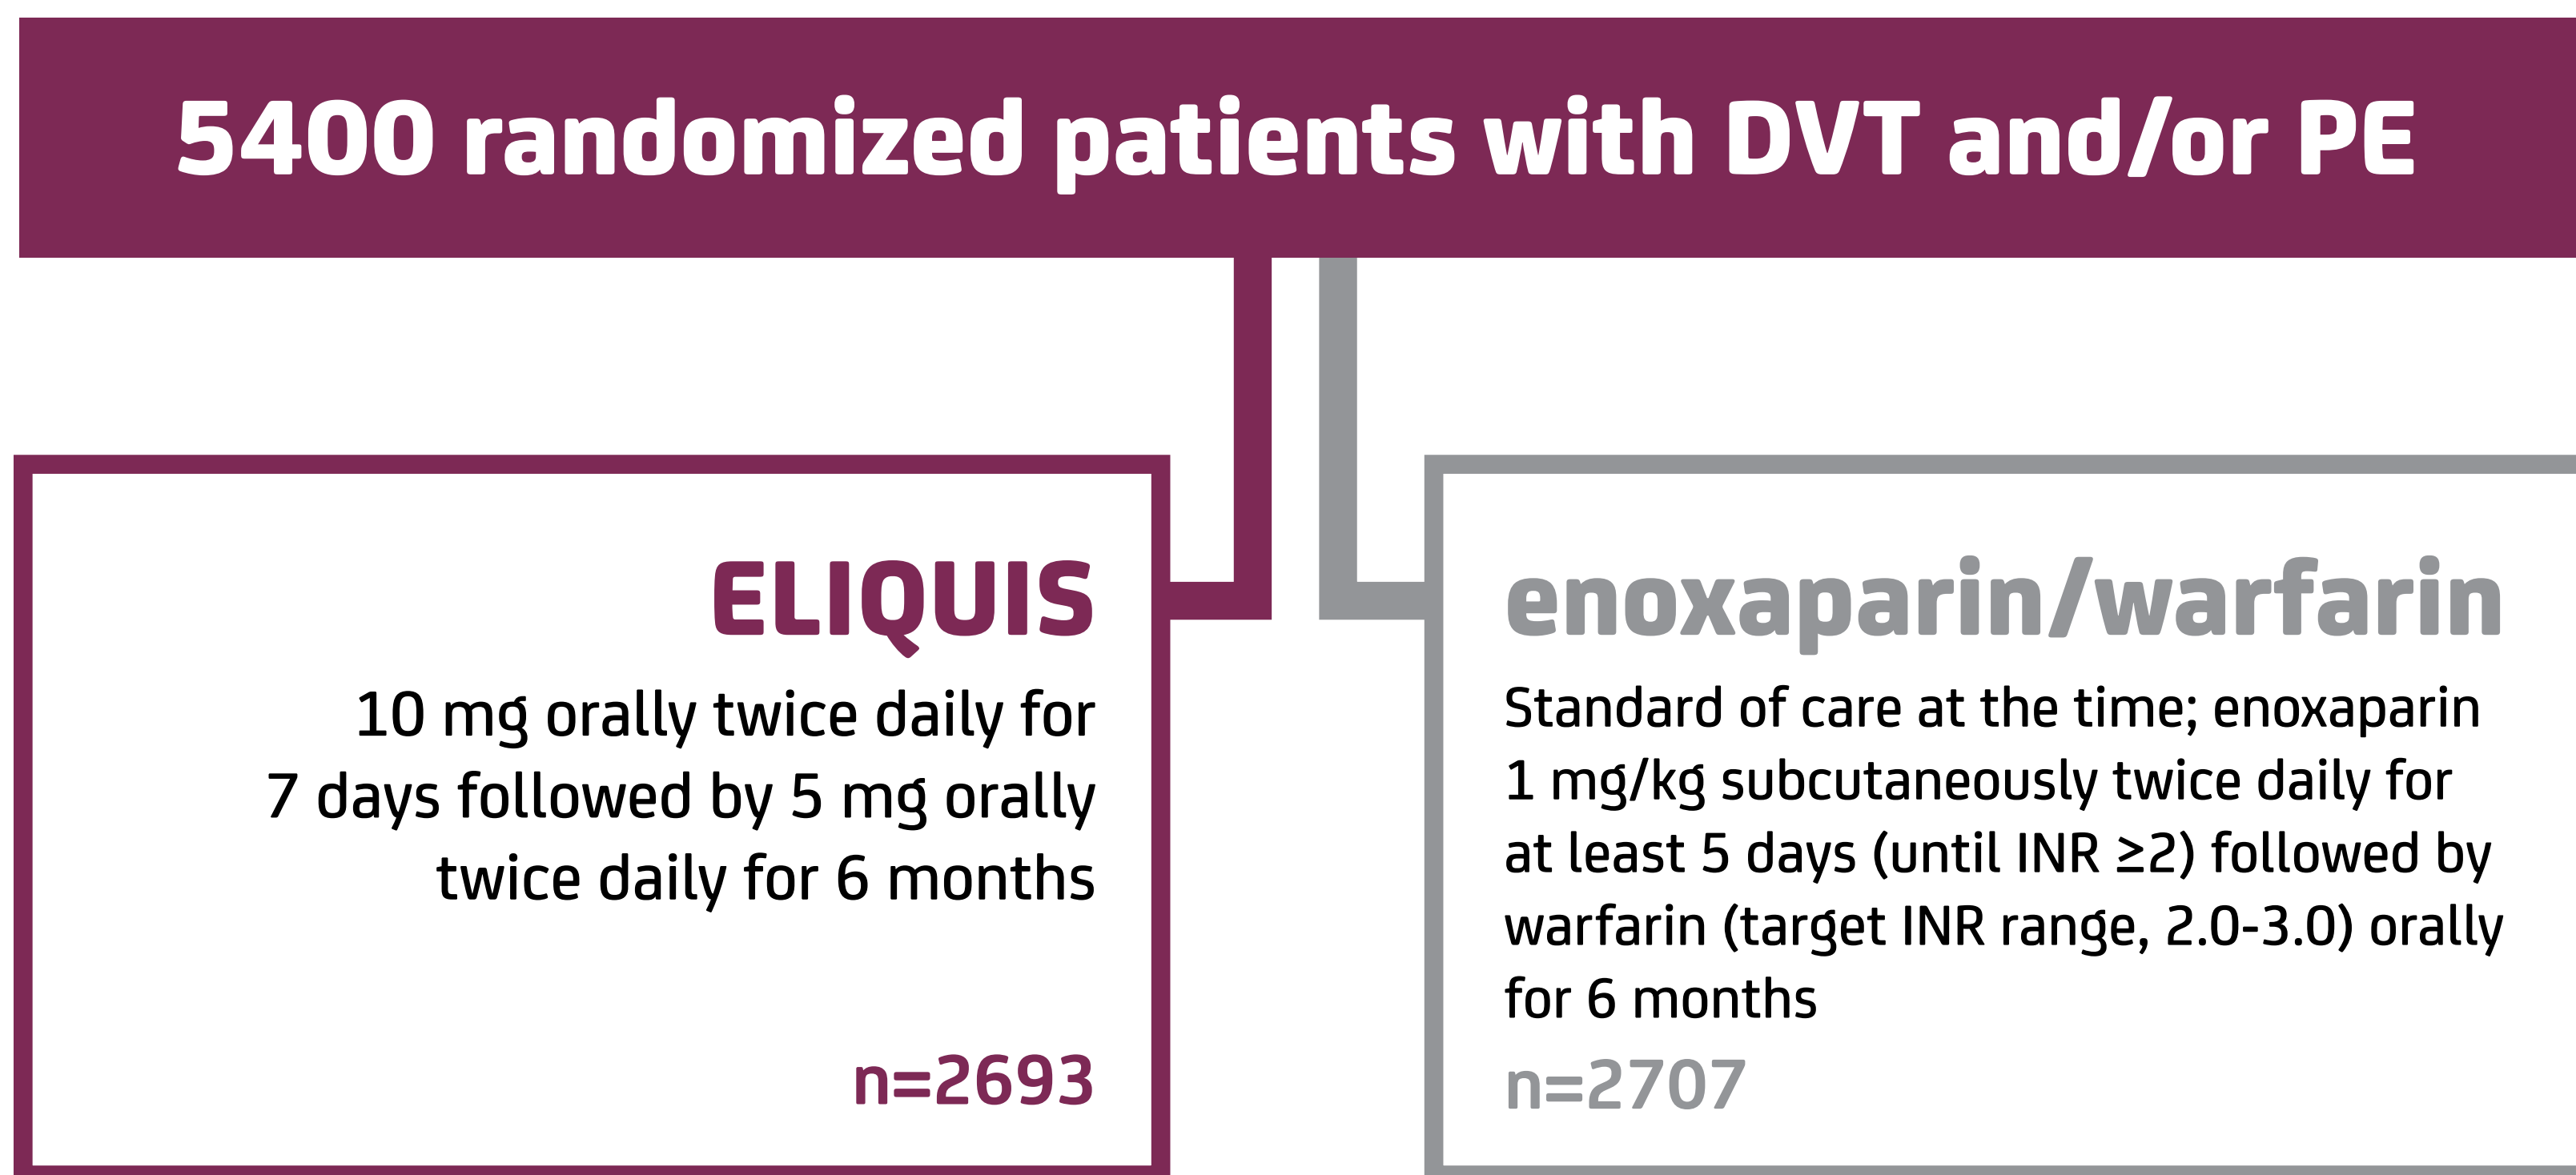 5400 randomized patients with DVT and/or PE
ELIQUIS
10 mg orally twice daily for
7 days followed by 5 mg orally
twice daily for 6 months
n=2693
enoxaparin/warfarin
Standard of care at the time; enoxaparin
1 mg/kg subcutaneously twice daily for
at least 5 days (until INR ≥2) followed by
warfarin (target INR range, 2.0-3.0) orally
for 6 months
n=2707